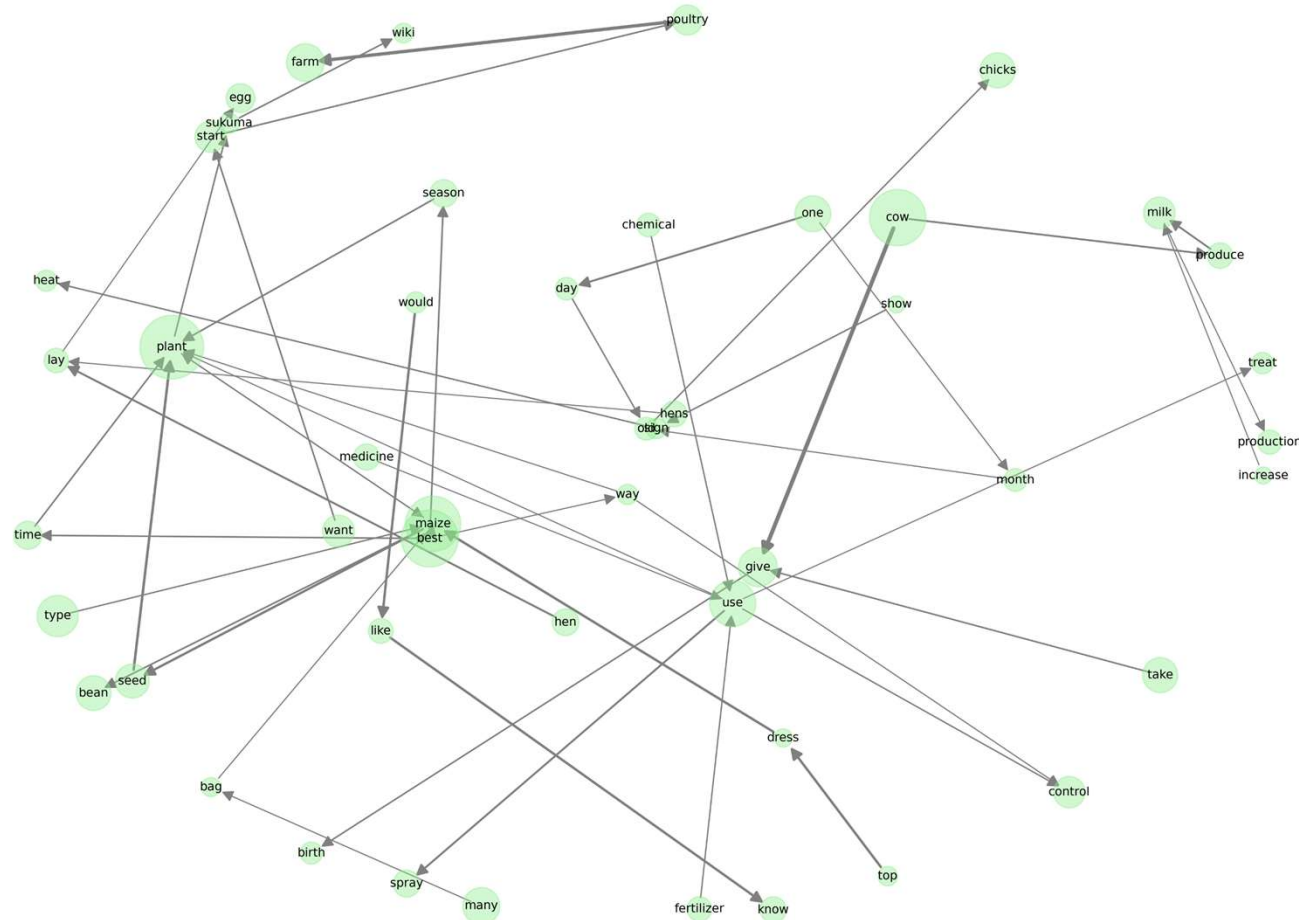 poultry
wiki
farm
chicks
egg
sukuma
start
season
one
milk
cow
chemical
produce
heat
day
would
show
plant
lay
treat
hens
old
sign
production
medicine
increase
month
way
maize
want
time
best
give
use
type
hen
like
take
seed
bean
dress
bag
control
birth
top
spray
many
fertilizer
know